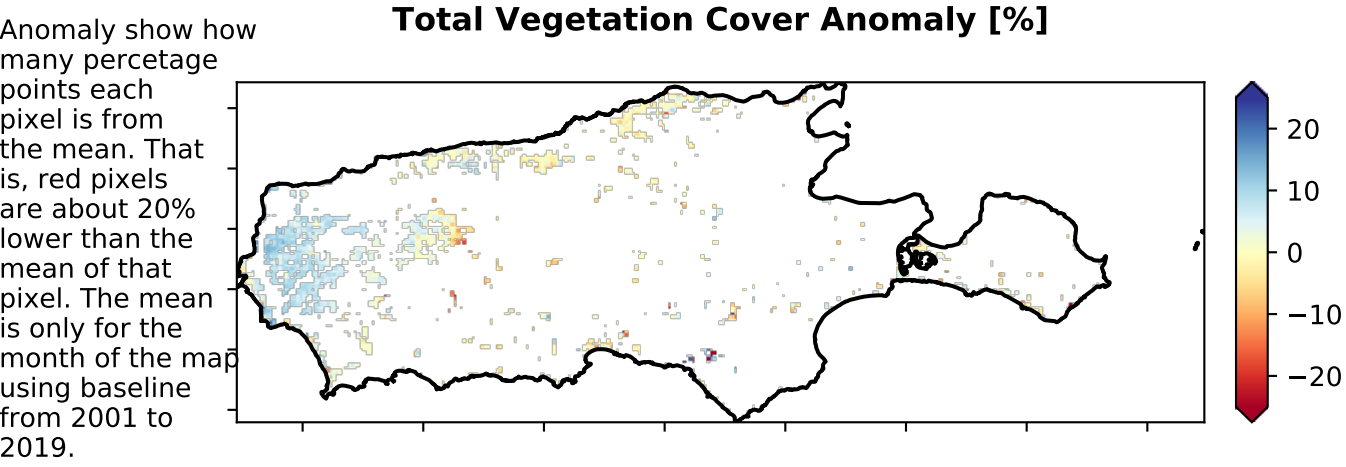 Total Vegetation Cover Anomaly [%]
Anomaly show how
many percetage
points each
pixel is from
the mean. That
is, red pixels
are about 20%
lower than the
mean of that
pixel. The mean
is only for the
month of the map
using baseline
from 2001 to
2019.
20
10
0
−10
−20